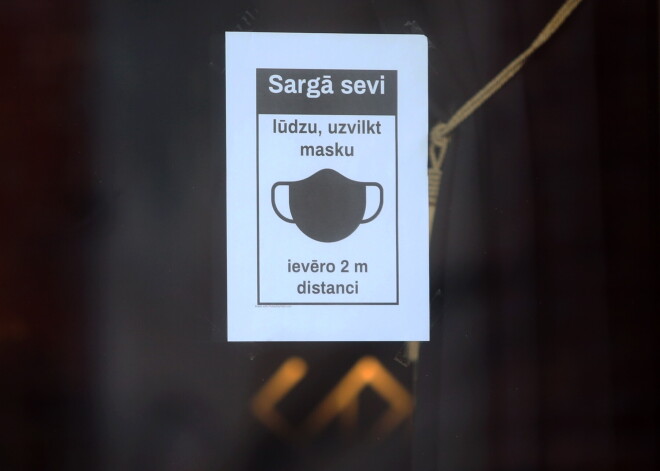 Sargā sevi
lūdzu, uzvilkt
masku
ievēro 2 m
distanci